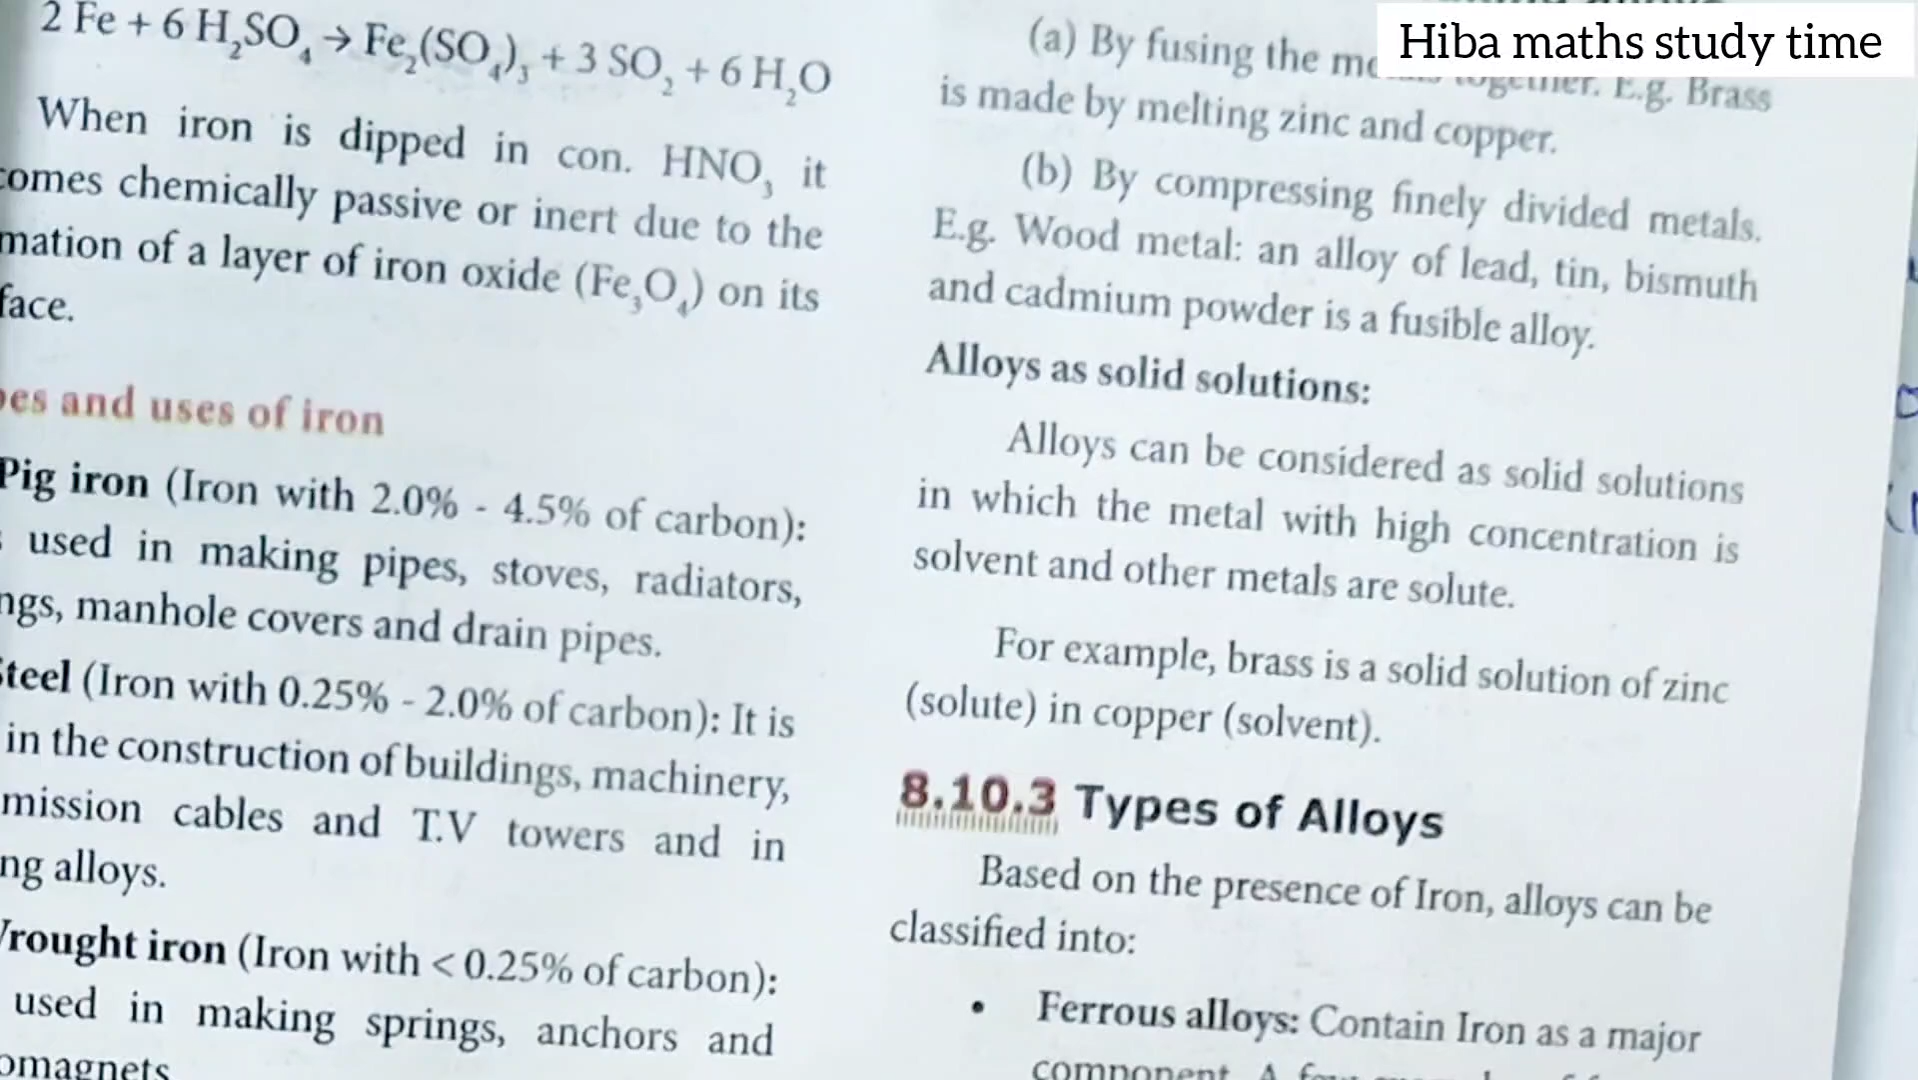 2 Fe + 6 H₂SO₄ → Fe₂(SO₄)₃ + 3 SO₂ + 6 H₂O
When iron is dipped in con. HNO₃ it
comes chemically passive or inert due to the
mation of a layer of iron oxide (Fe₃O₄) on its
face.
es and uses of iron
Pig iron (Iron with 2.0% - 4.5% of carbon):
used in making pipes, stoves, radiators,
ngs, manhole covers and drain pipes.
Steel (Iron with 0.25% - 2.0% of carbon): It is
in the construction of buildings, machinery,
mission cables and T.V towers and in
ng alloys.
Wrought iron (Iron with < 0.25% of carbon):
used in making springs, anchors and
omagnets
Hiba maths study time
(a) By fusing the together. E.g. Brass
is made by melting zinc and copper.
(b) By compressing finely divided metals.
E.g. Wood metal: an alloy of lead, tin, bismuth
and cadmium powder is a fusible alloy.
Alloys as solid solutions:
Alloys can be considered as solid solutions
in which the metal with high concentration is
solvent and other metals are solute.
For example, brass is a solid solution of zinc
(solute) in copper (solvent).
8.10.3 Types of Alloys
Based on the presence of Iron, alloys can be
classified into:
• Ferrous alloys: Contain Iron as a major
component. A few